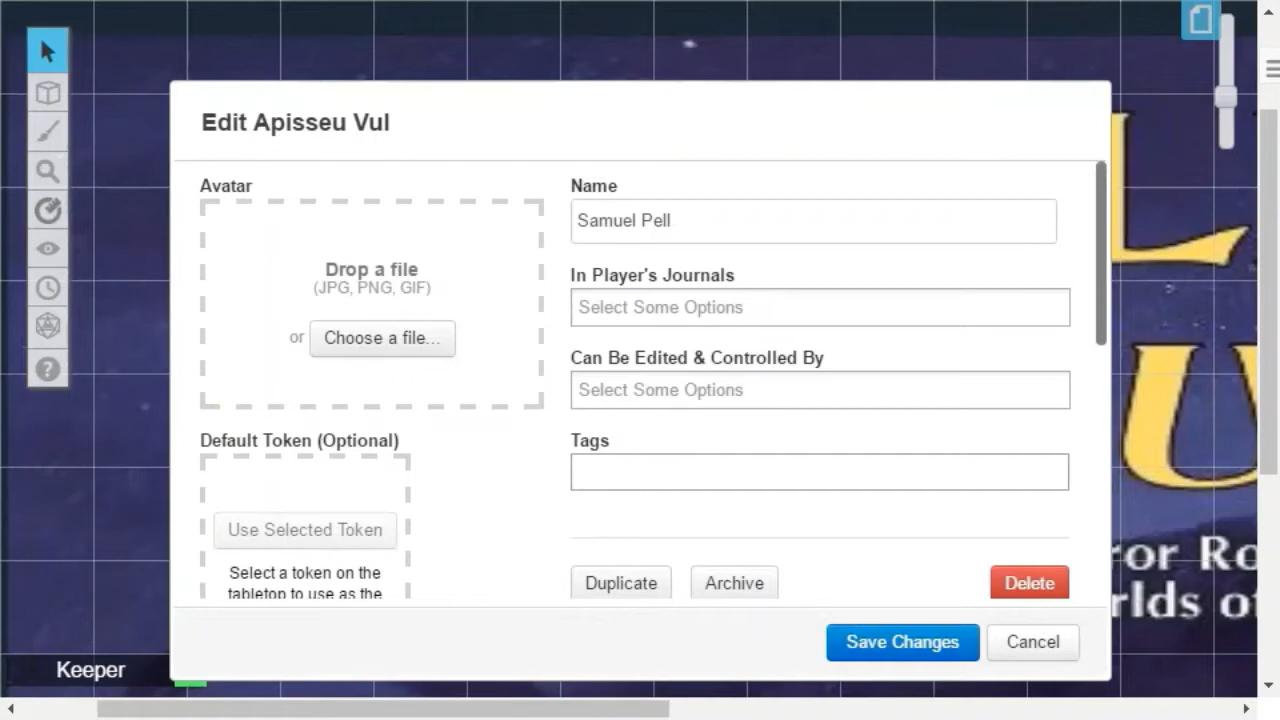 Edit Apisseu Vul
Avatar
Drop a file
(JPG, PNG, GIF)
or Choose a file...
Default Token (Optional)
Use Selected Token
Select a token on the
tabletop to use as the
Name
Samuel Pell
In Player's Journals
Select Some Options
Can Be Edited & Controlled By
Select Some Options
Tags
Duplicate Archive Delete
Save Changes Cancel
Keeper